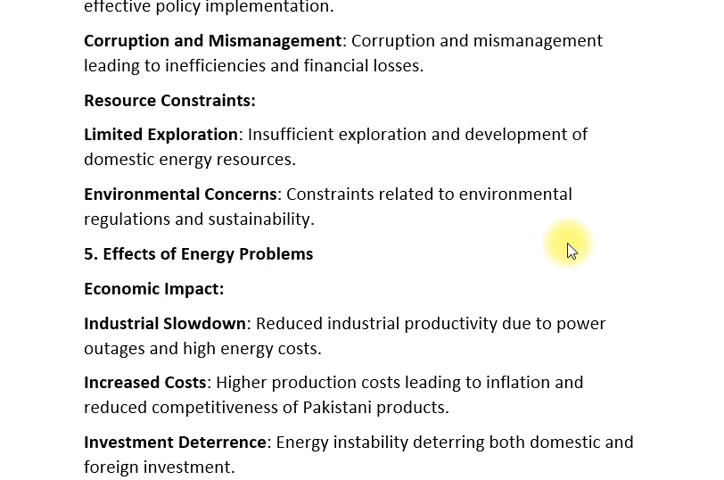 effective policy implementation.
Corruption and Mismanagement: Corruption and mismanagement
leading to inefficiencies and financial losses.
Resource Constraints:
Limited Exploration: Insufficient exploration and development of
domestic energy resources.
Environmental Concerns: Constraints related to environmental
regulations and sustainability.
5. Effects of Energy Problems
Economic Impact:
Industrial Slowdown: Reduced industrial productivity due to power
outages and high energy costs.
Increased Costs: Higher production costs leading to inflation and
reduced competitiveness of Pakistani products.
Investment Deterrence: Energy instability deterring both domestic and
foreign investment.